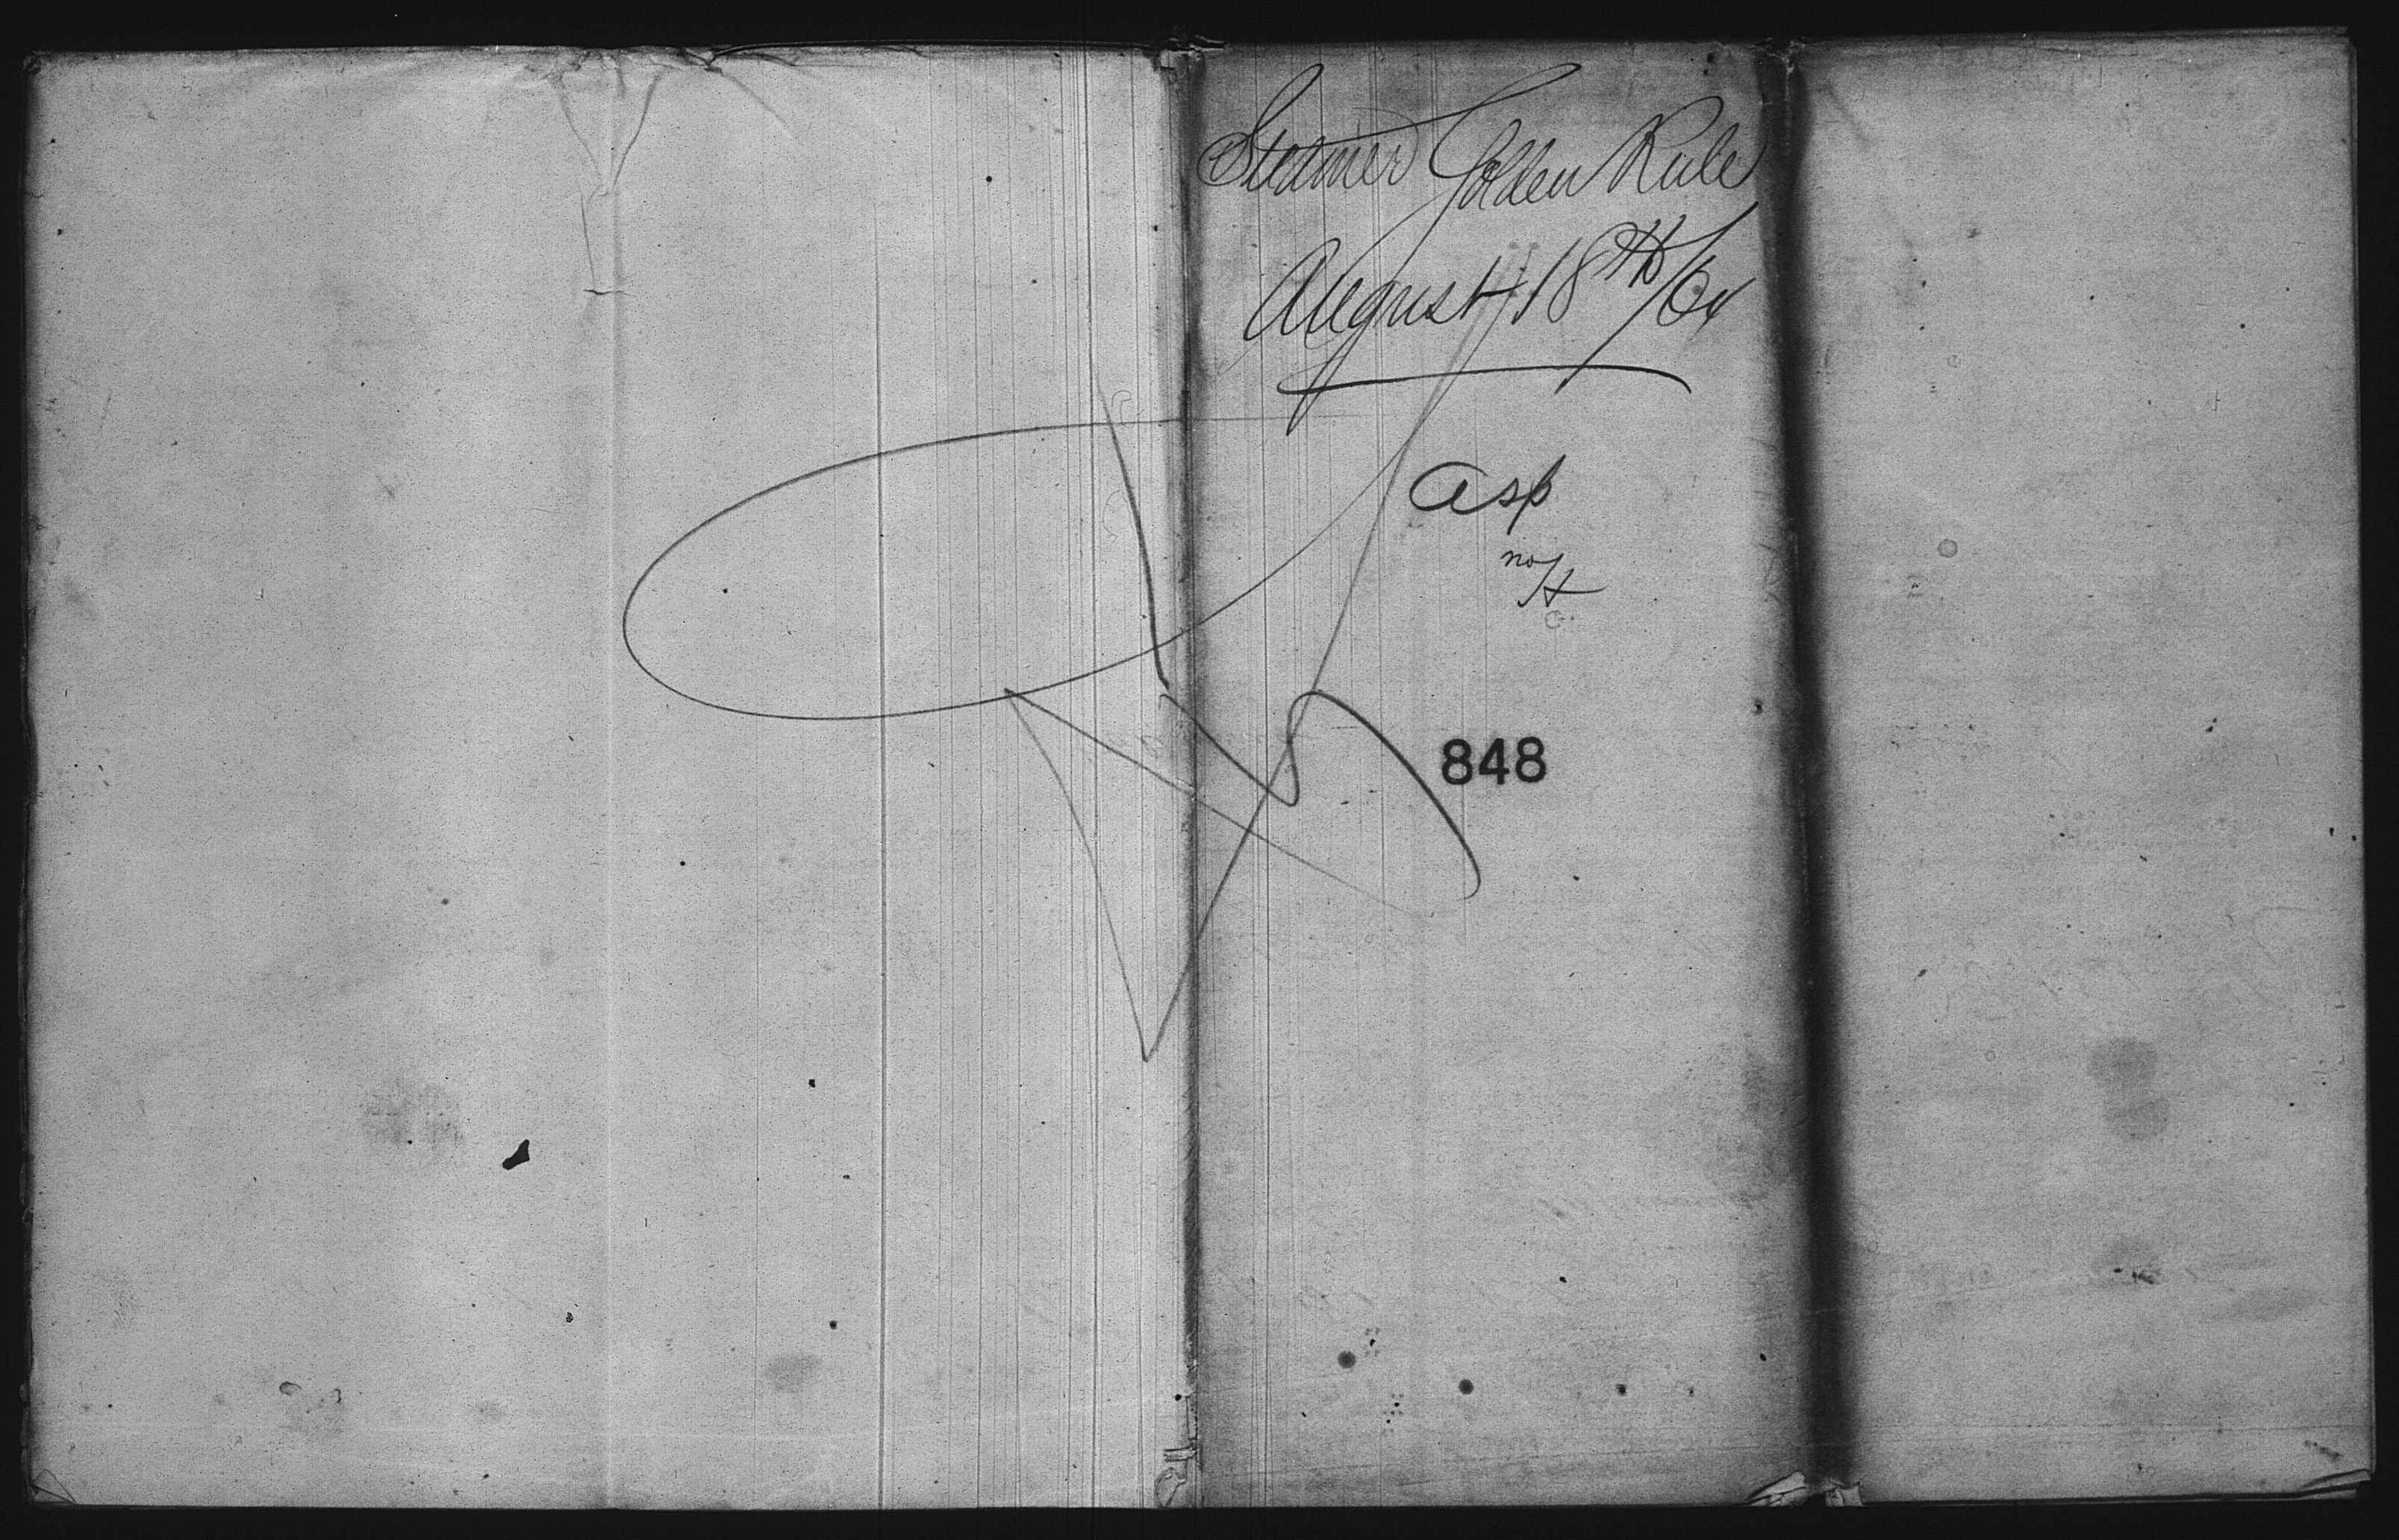 Steamer Golden Rule
August 18th/64
Asp
no/H
848